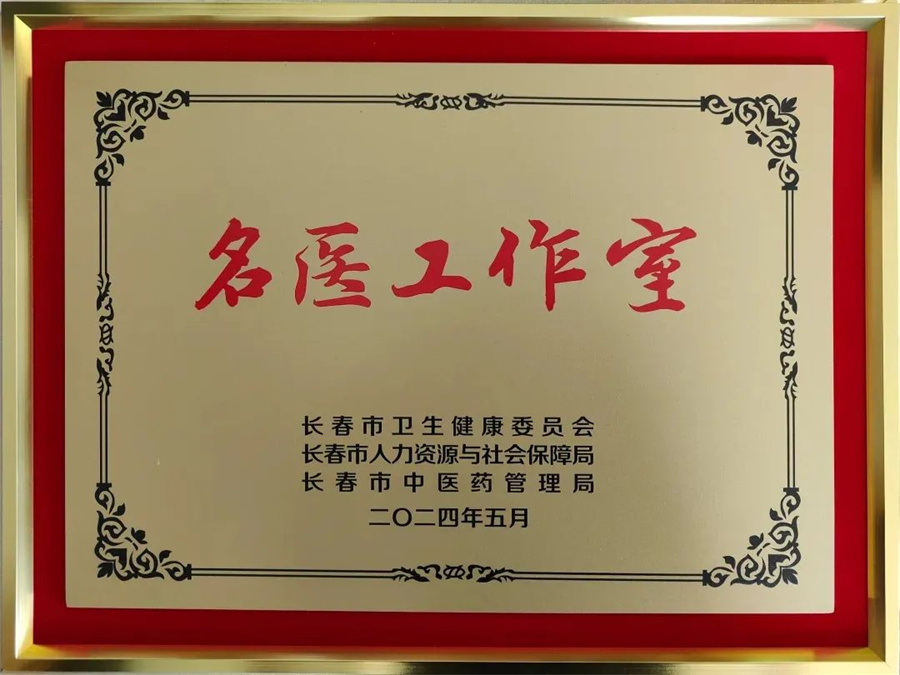 名医工作室
长春市卫生健康委员会
长春市人力资源与社会保障局
长春市中医药管理局
二〇二四年五月